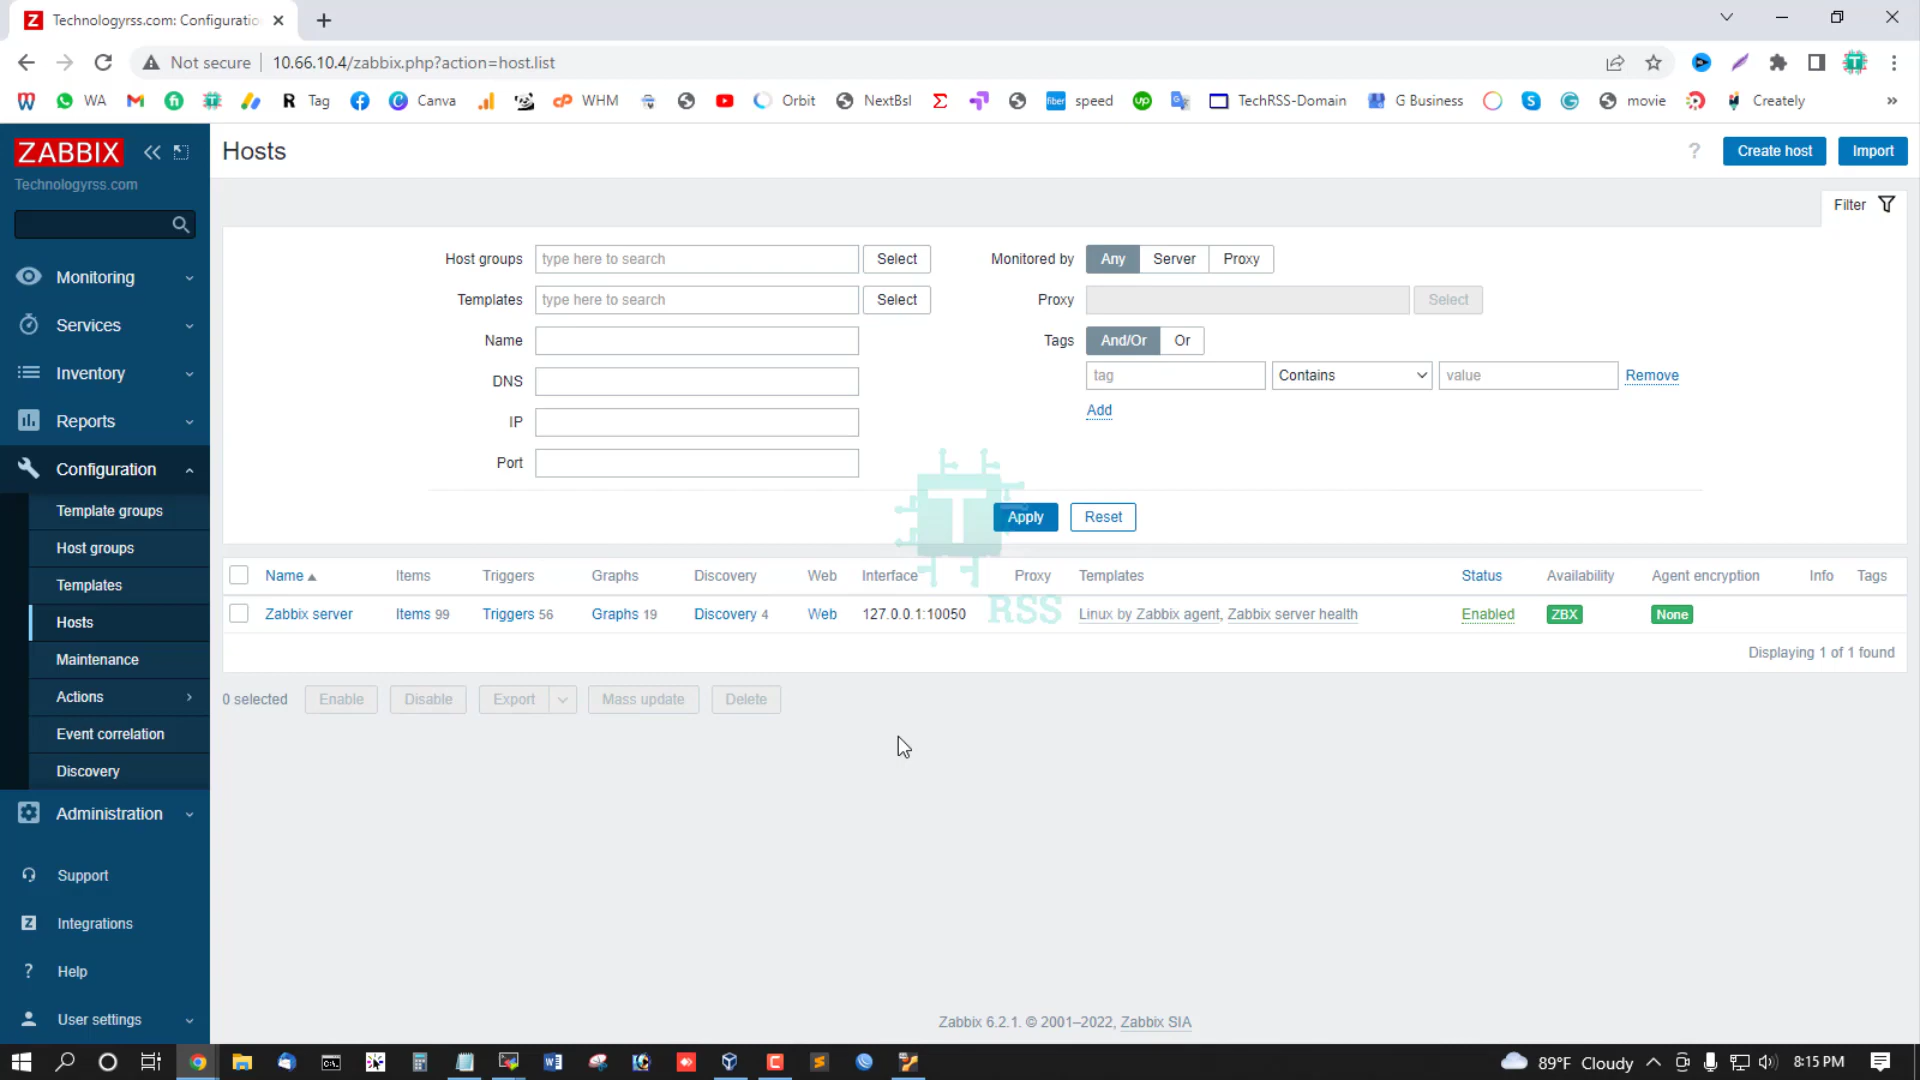 Technologyrss.com: Configuratio
Not secure
10.66.10.4/zabbix.php?action=host.list
WA
Tag
Canva
WHM
Orbit
NextBsl
speed
TechRSS-Domain
G Business
movie
Creately
ZABBIX
Technologyrss.com
Hosts
?
Create host
Import
Filter
Monitoring
Services
Inventory
Reports
Configuration
Template groups
Host groups
Templates
Hosts
Maintenance
Actions
Event correlation
Discovery
Administration
Support
Integrations
Help
User settings
Host groups type here to search Select
Templates type here to search Select
Name
DNS
IP
Port
Monitored by Any Server Proxy
Proxy Select
Tags And/Or Or
tag Contains value Remove
Add
Apply Reset
T
RSS
Name Items Triggers Graphs Discovery Web Interface Proxy Templates Status Availability Agent encryption Info Tags
Zabbix server Items 99 Triggers 56 Graphs 19 Discovery 4 Web 127.0.0.1:10050 Linux by Zabbix agent, Zabbix server health Enabled ZBX None
Displaying 1 of 1 found
0 selected Enable Disable Export Mass update Delete
Zabbix 6.2.1. © 2001–2022, Zabbix SIA
89°F Cloudy
8:15 PM